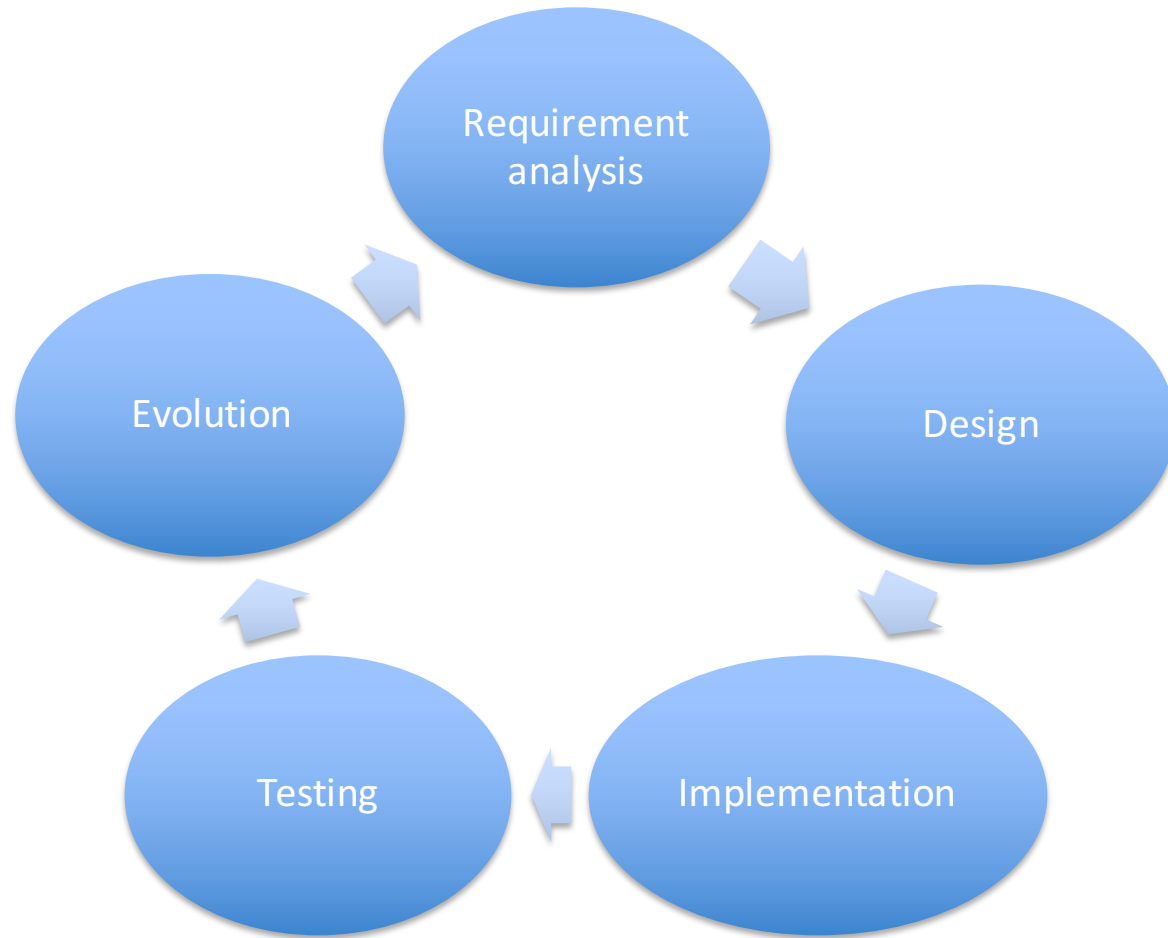 Requirement
analysis
Design
Implementation
Testing
Evolution